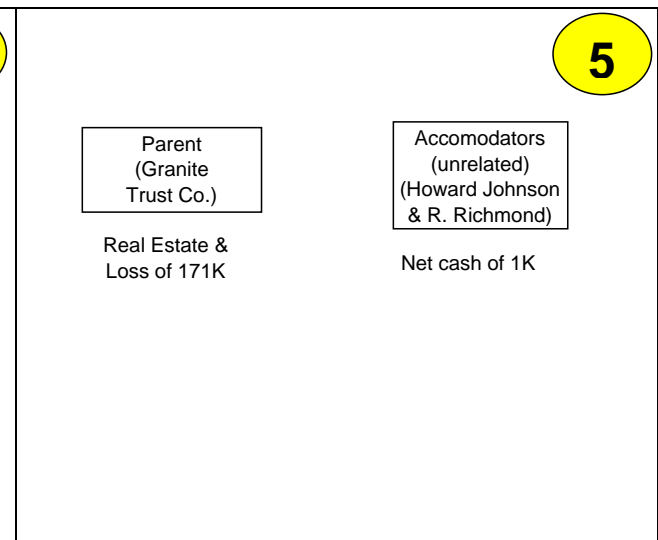 5
Parent
(Granite
Trust Co.)
Accomodators
(unrelated)
(Howard Johnson
& R. Richmond)
Real Estate &
Loss of 171K
Net cash of 1K